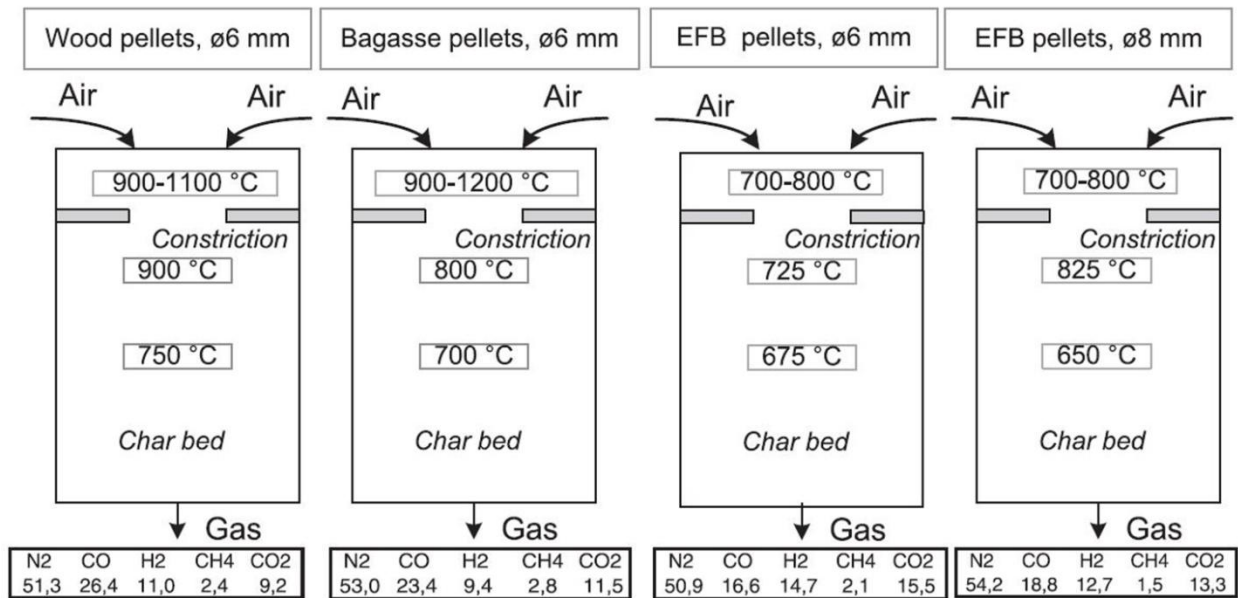 Wood pellets, ø6 mm
Air Air
900-1100 °C
Constriction
900 °C
750 °C
Char bed
Gas
N2 CO H2 CH4 CO2
51,3 26,4 11,0 2,4 9,2
Bagasse pellets, ø6 mm
Air Air
900-1200 °C
Constriction
800 °C
700 °C
Char bed
Gas
N2 CO H2 CH4 CO2
53,0 23,4 9,4 2,8 11,5
EFB pellets, ø6 mm
Air Air
700-800 °C
Constriction
725 °C
675 °C
Char bed
Gas
N2 CO H2 CH4 CO2
50,9 16,6 14,7 2,1 15,5
EFB pellets, ø8 mm
Air Air
700-800 °C
Constriction
825 °C
650 °C
Char bed
Gas
N2 CO H2 CH4 CO2
54,2 18,8 12,7 1,5 13,3